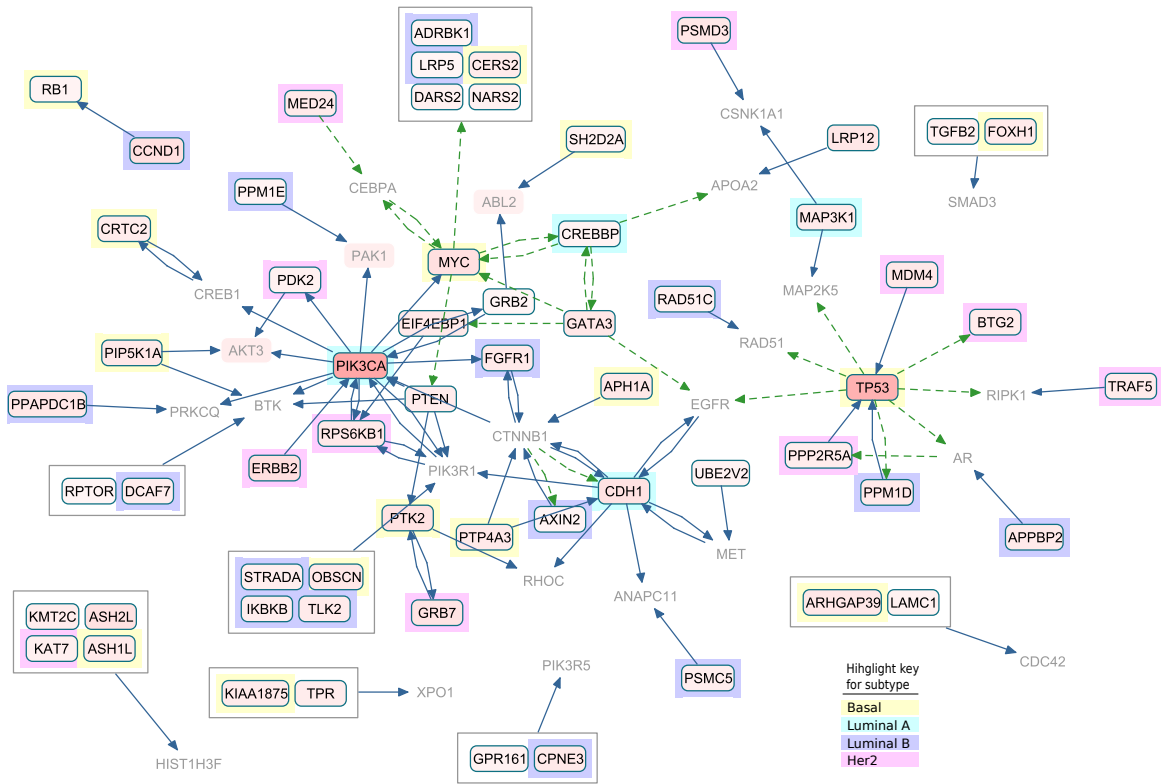 PSMD3
ADRBK1
LRP5 CERS2
DARS2 NARS2
RB1
MED24
CSNK1A1
CCND1
SH2D2A
LRP12
TGFB2 FOXH1
CEBPA
PPM1E
ABL2
APOA2
SMAD3
CRTC2
MAP3K1
CREBBP
PAK1
MYC
PDK2
CREB1
MDM4
MAP2K5
RAD51C
GRB2
EIF4EBP1
GATA3
BTG2
RAD51
PIP5K1A
AKT3
PIK3CA
FGFR1
APH1A
TP53
RIPK1
TRAF5
PPAPDC1B
PRKCQ
BTK
PTEN
EGFR
RPS6KB1
CTNNB1
PPP2R5A
AR
ERBB2
PIK3R1
UBE2V2
RPTOR DCAF7
CDH1
PPM1D
PTK2
AXIN2
PTP4A3
APPBP2
MET
STRADA OBSCN
IKBKB TLK2
RHOC
ANAPC11
GRB7
ARHGAP39 LAMC1
KMT2C ASH2L
KAT7 ASH1L
CDC42
PIK3R5
PSMC5
Hihglight key
for subtype
KIAA1875 TPR
XPO1
Basal
Luminal A
Luminal B
Her2
GPR161 CPNE3
HIST1H3F